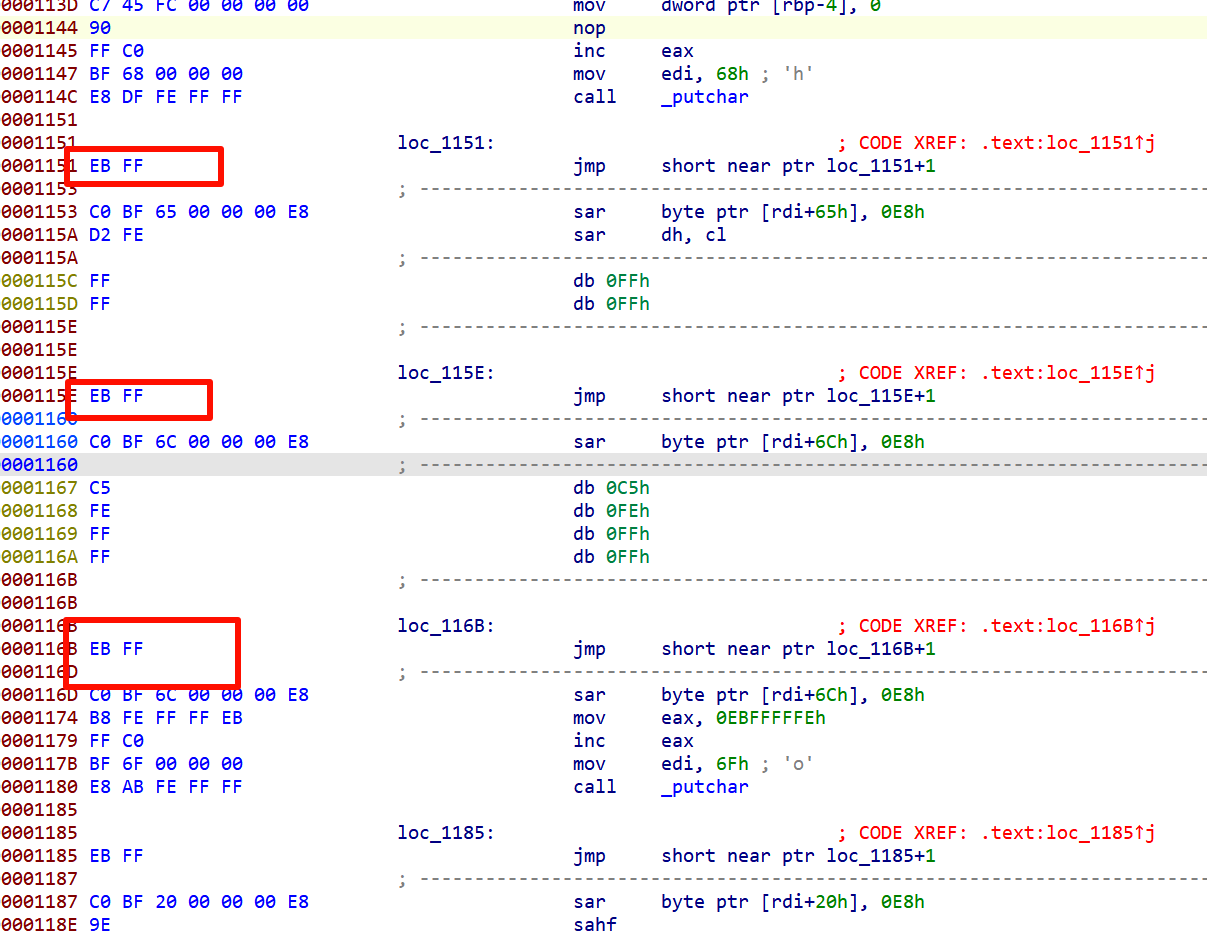 000113D C7 45 FC 00 00 00 00 mov dword ptr [rbp-4], 0
0001144 90 nop
0001145 FF C0 inc eax
0001147 BF 68 00 00 00 mov edi, 68h ; 'h'
000114C E8 DF FE FF FF call _putchar
0001151
0001151 loc_1151: ; CODE XREF: .text:loc_1151↑j
0001151 EB FF jmp short near ptr loc_1151+1
0001153 ; ---------------------------------------------------------------------------
0001153 C0 BF 65 00 00 00 E8 sar byte ptr [rdi+65h], 0E8h
000115A D2 FE sar dh, cl
000115A ; ---------------------------------------------------------------------------
000115C FF db 0FFh
000115D FF db 0FFh
000115E ; ---------------------------------------------------------------------------
000115E
000115E loc_115E: ; CODE XREF: .text:loc_115E↑j
000115E EB FF jmp short near ptr loc_115E+1
0001160 ; ---------------------------------------------------------------------------
0001160 C0 BF 6C 00 00 00 E8 sar byte ptr [rdi+6Ch], 0E8h
0001160 ; ---------------------------------------------------------------------------
0001167 C5 db 0C5h
0001168 FE db 0FEh
0001169 FF db 0FFh
000116A FF db 0FFh
000116B ; ---------------------------------------------------------------------------
000116B
000116B loc_116B: ; CODE XREF: .text:loc_116B↑j
000116B EB FF jmp short near ptr loc_116B+1
000116D ; ---------------------------------------------------------------------------
000116D C0 BF 6C 00 00 00 E8 sar byte ptr [rdi+6Ch], 0E8h
0001174 B8 FE FF FF EB mov eax, 0EBFFFFFEh
0001179 FF C0 inc eax
000117B BF 6F 00 00 00 mov edi, 6Fh ; 'o'
0001180 E8 AB FE FF FF call _putchar
0001185
0001185 loc_1185: ; CODE XREF: .text:loc_1185↑j
0001185 EB FF jmp short near ptr loc_1185+1
0001187 ; ---------------------------------------------------------------------------
0001187 C0 BF 20 00 00 00 E8 sar byte ptr [rdi+20h], 0E8h
000118E 9E sahf